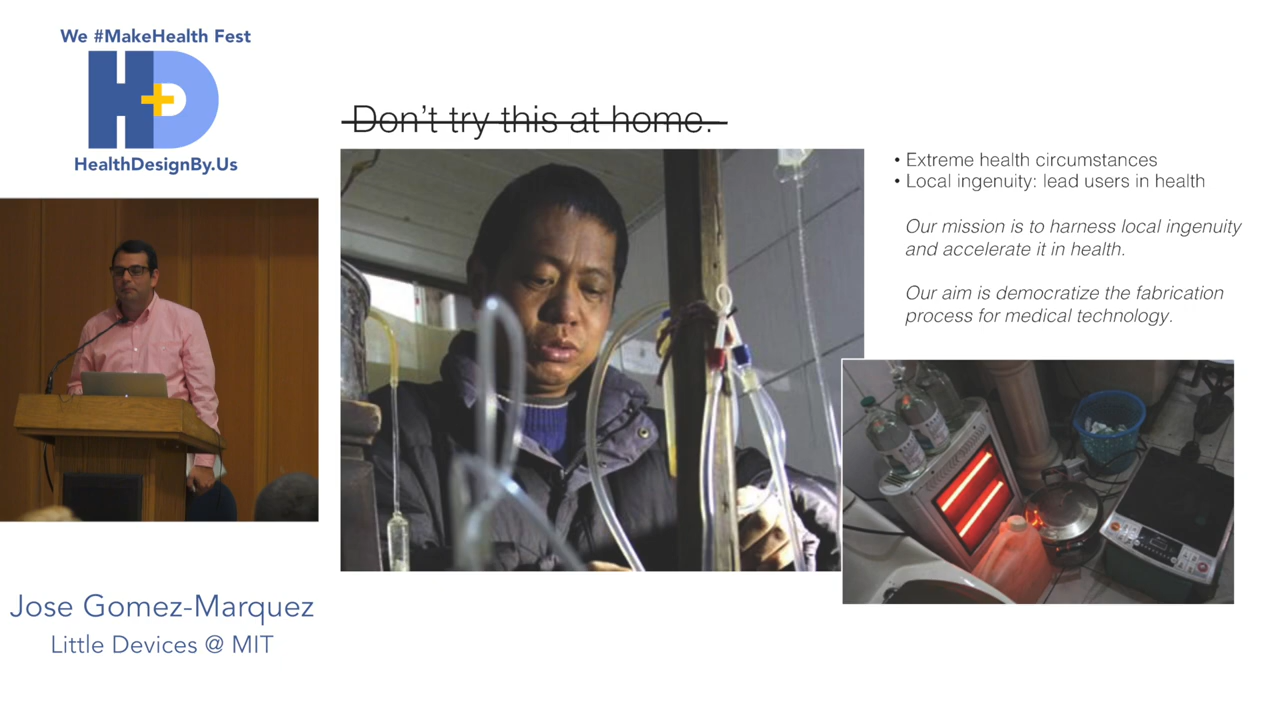 We #MakeHealth Fest
HD
HealthDesignBy.Us
Don't try this at home.
• Extreme health circumstances
• Local ingenuity: lead users in health
Our mission is to harness local ingenuity
and accelerate it in health.
Our aim is democratize the fabrication
process for medical technology.
Jose Gomez-Marquez
Little Devices @ MIT